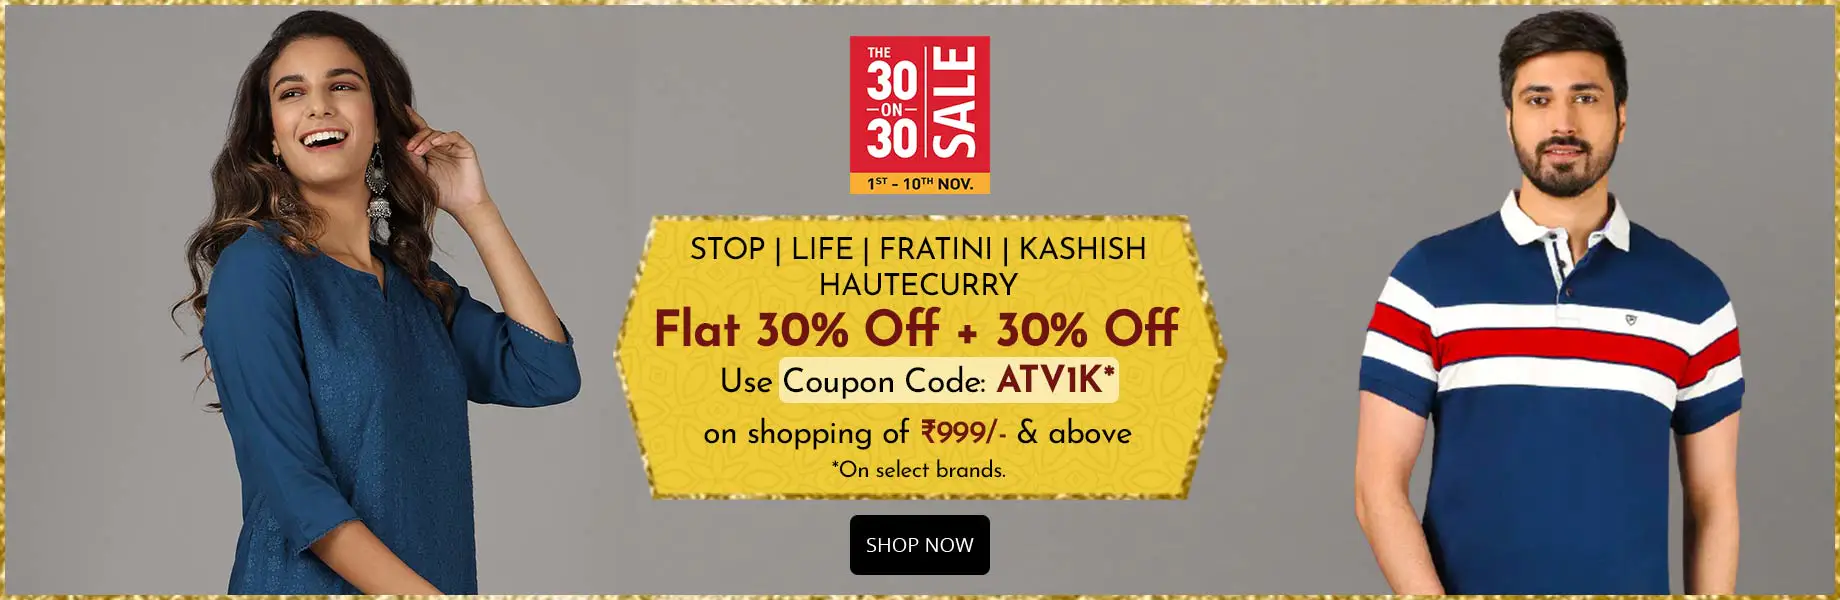 THE
30
ON
30
SALE
1ST - 10TH NOV.
STOP | LIFE | FRATINI | KASHISH
HAUTECURRY
Flat 30% Off + 30% Off
Use Coupon Code: ATV1K*
on shopping of ₹999/- & above
*On select brands.
SHOP NOW